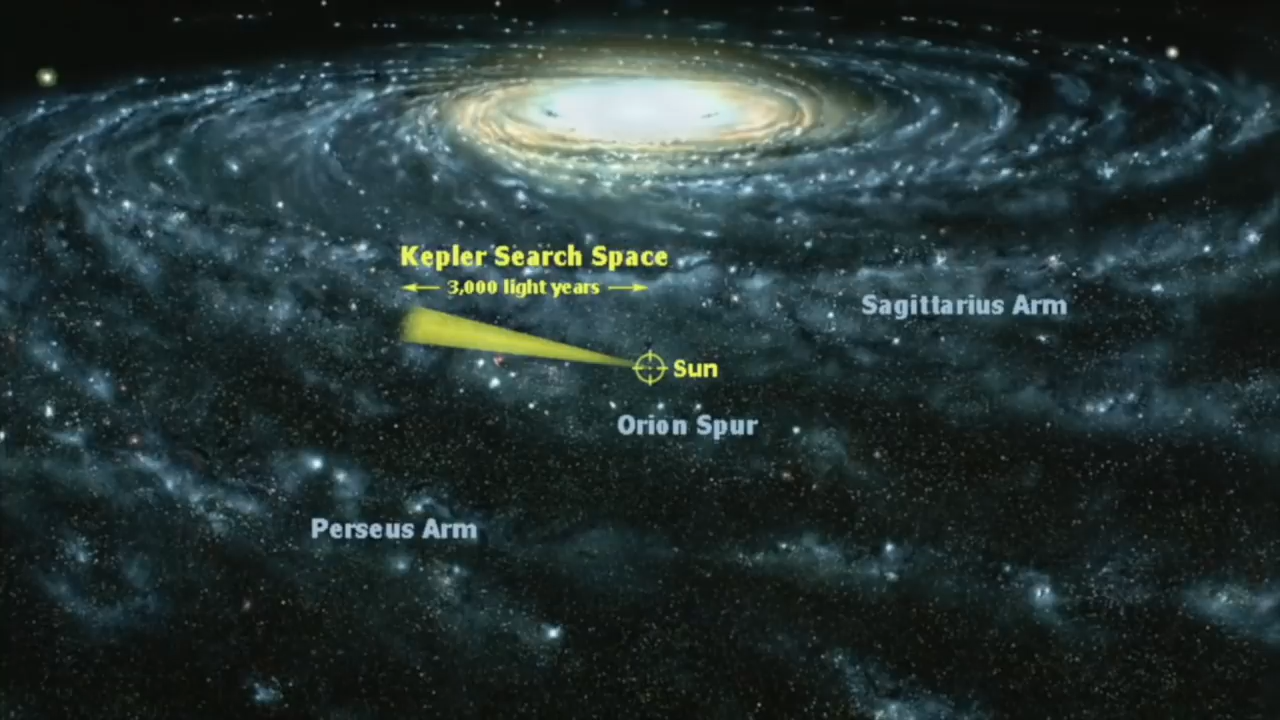 Kepler Search Space
3,000 light years
Sagittarius Arm
Sun
Orion Spur
Perseus Arm